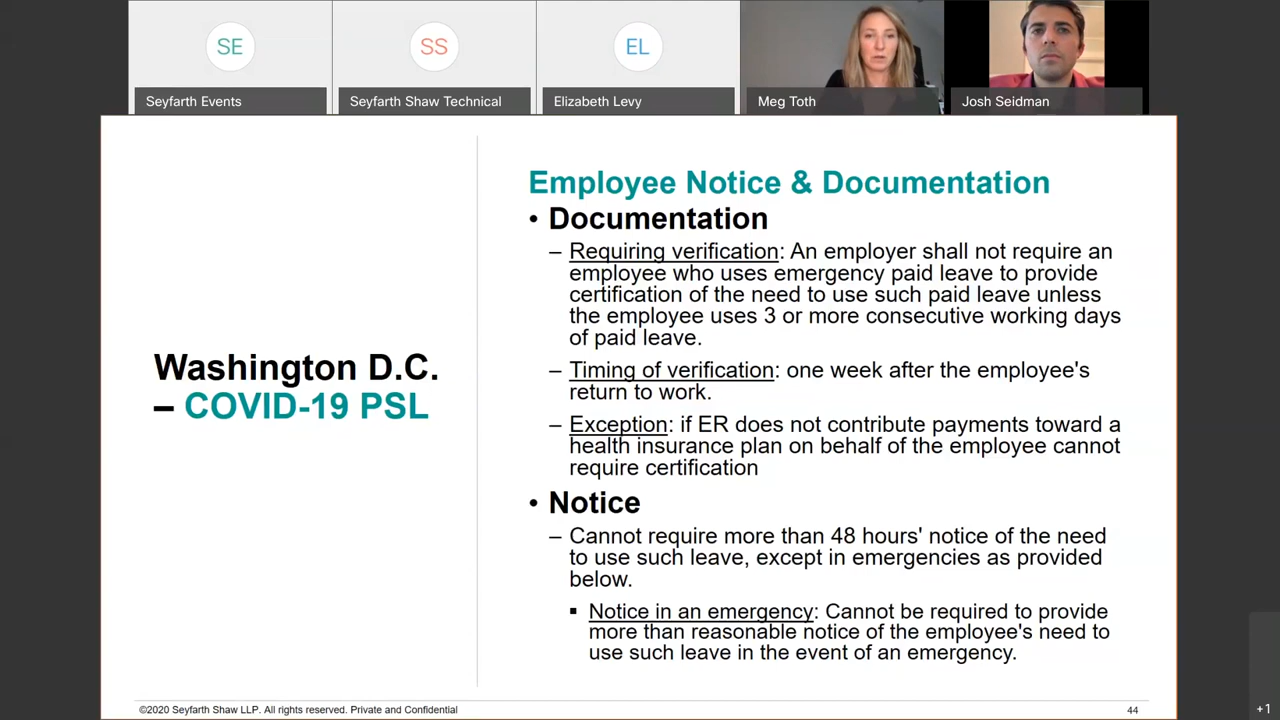 SE
SS
EL
Seyfarth Events
Seyfarth Shaw Technical
Elizabeth Levy
Meg Toth
Josh Seidman
Washington D.C.
– COVID-19 PSL
Employee Notice & Documentation
• Documentation
– Requiring verification: An employer shall not require an
employee who uses emergency paid leave to provide
certification of the need to use such paid leave unless
the employee uses 3 or more consecutive working days
of paid leave.
– Timing of verification: one week after the employee's
return to work.
– Exception: if ER does not contribute payments toward a
health insurance plan on behalf of the employee cannot
require certification
• Notice
– Cannot require more than 48 hours' notice of the need
to use such leave, except in emergencies as provided
below.
▪ Notice in an emergency: Cannot be required to provide
more than reasonable notice of the employee's need to
use such leave in the event of an emergency.
©2020 Seyfarth Shaw LLP. All rights reserved. Private and Confidential
44
+1